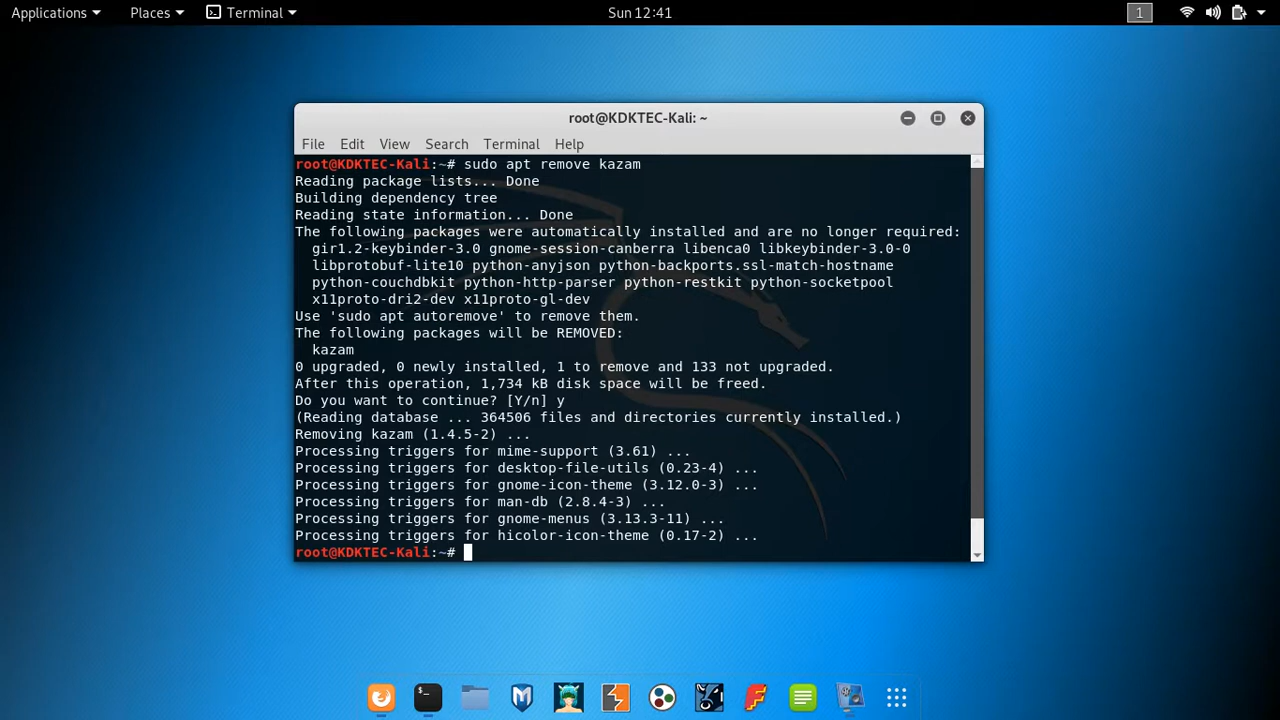 Applications Places Terminal Sun 12:41 1
root@KDKTEC-Kali: ~
File Edit View Search Terminal Help
root@KDKTEC-Kali:~# sudo apt remove kazam
Reading package lists... Done
Building dependency tree
Reading state information... Done
The following packages were automatically installed and are no longer required:
  gir1.2-keybinder-3.0 gnome-session-canberra libenca0 libkeybinder-3.0-0
  libprotobuf-lite10 python-anyjson python-backports.ssl-match-hostname
  python-couchdbkit python-http-parser python-restkit python-socketpool
  x11proto-dri2-dev x11proto-gl-dev
Use 'sudo apt autoremove' to remove them.
The following packages will be REMOVED:
  kazam
0 upgraded, 0 newly installed, 1 to remove and 133 not upgraded.
After this operation, 1,734 kB disk space will be freed.
Do you want to continue? [Y/n] y
(Reading database ... 364506 files and directories currently installed.)
Removing kazam (1.4.5-2) ...
Processing triggers for mime-support (3.61) ...
Processing triggers for desktop-file-utils (0.23-4) ...
Processing triggers for gnome-icon-theme (3.12.0-3) ...
Processing triggers for man-db (2.8.4-3) ...
Processing triggers for gnome-menus (3.13.3-11) ...
Processing triggers for hicolor-icon-theme (0.17-2) ...
root@KDKTEC-Kali:~#